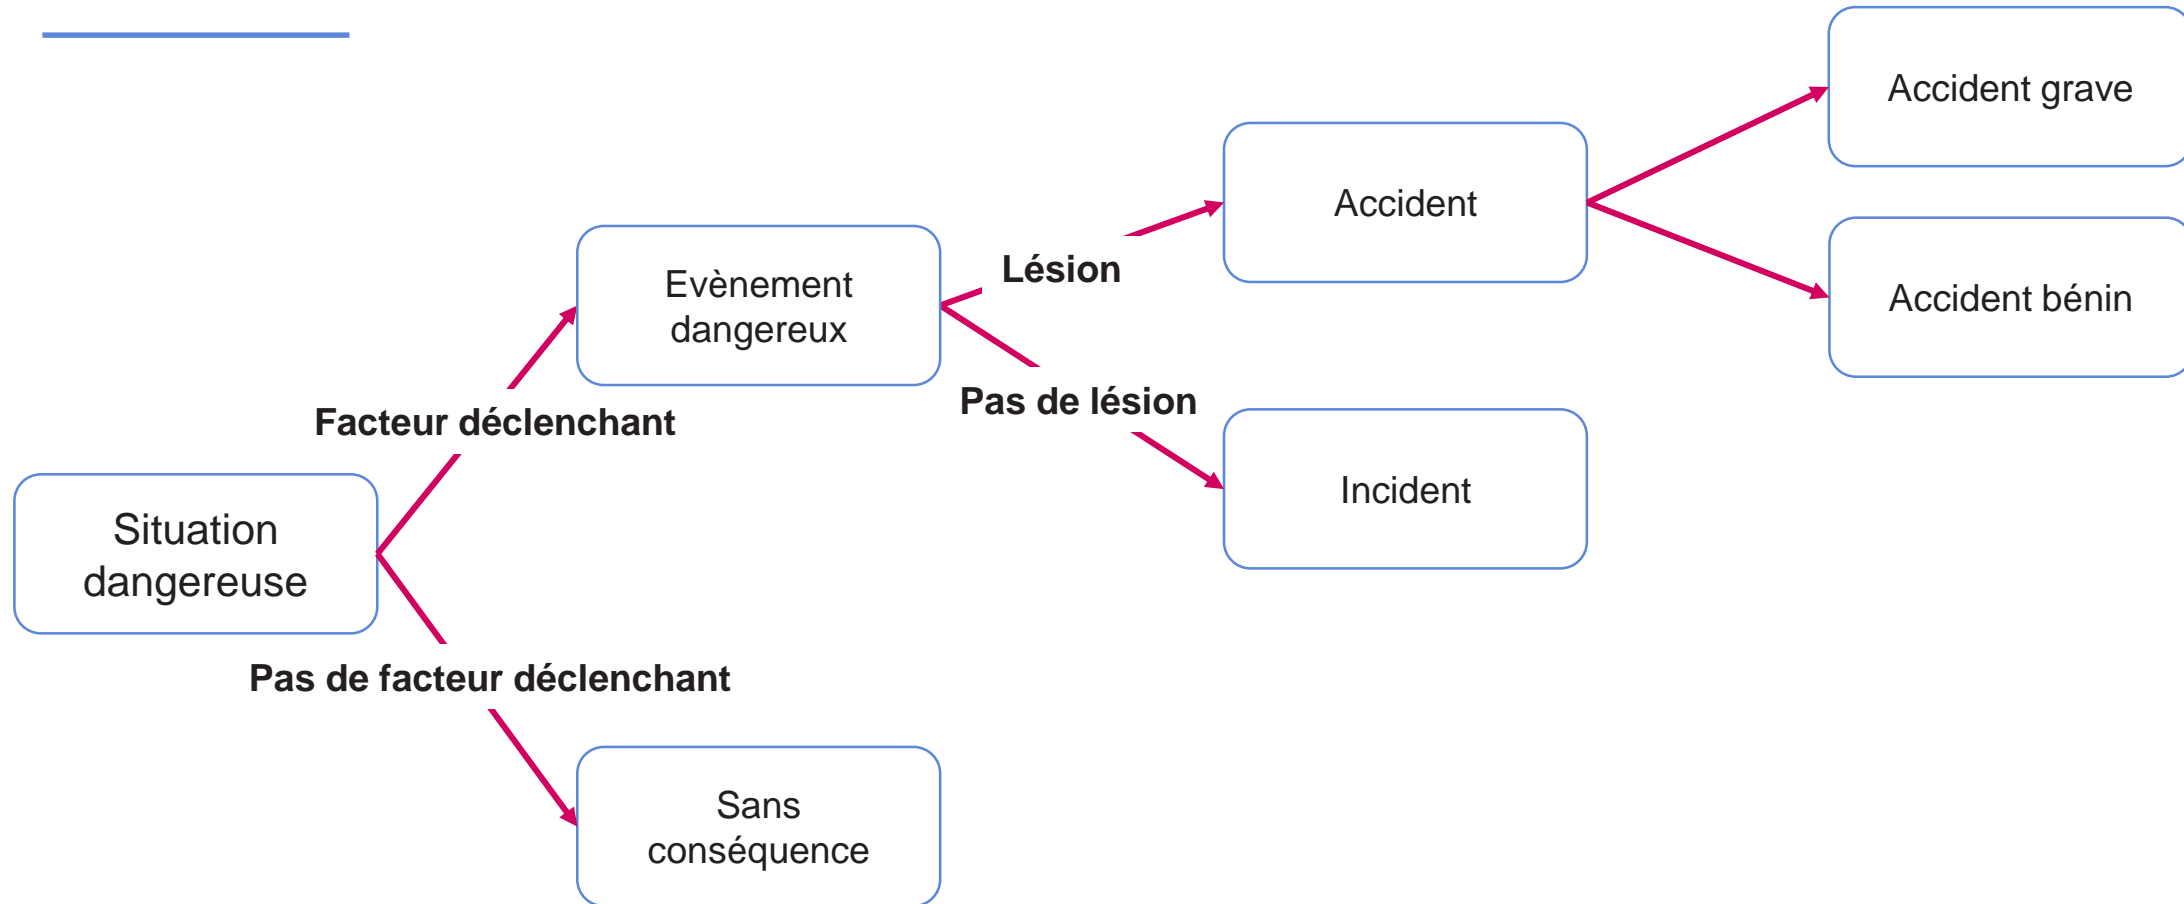 Accident grave
Accident
Evènement
dangereux
Lésion
Accident bénin
Facteur déclenchant
Pas de lésion
Incident
Situation
dangereuse
Pas de facteur déclenchant
Sans
conséquence